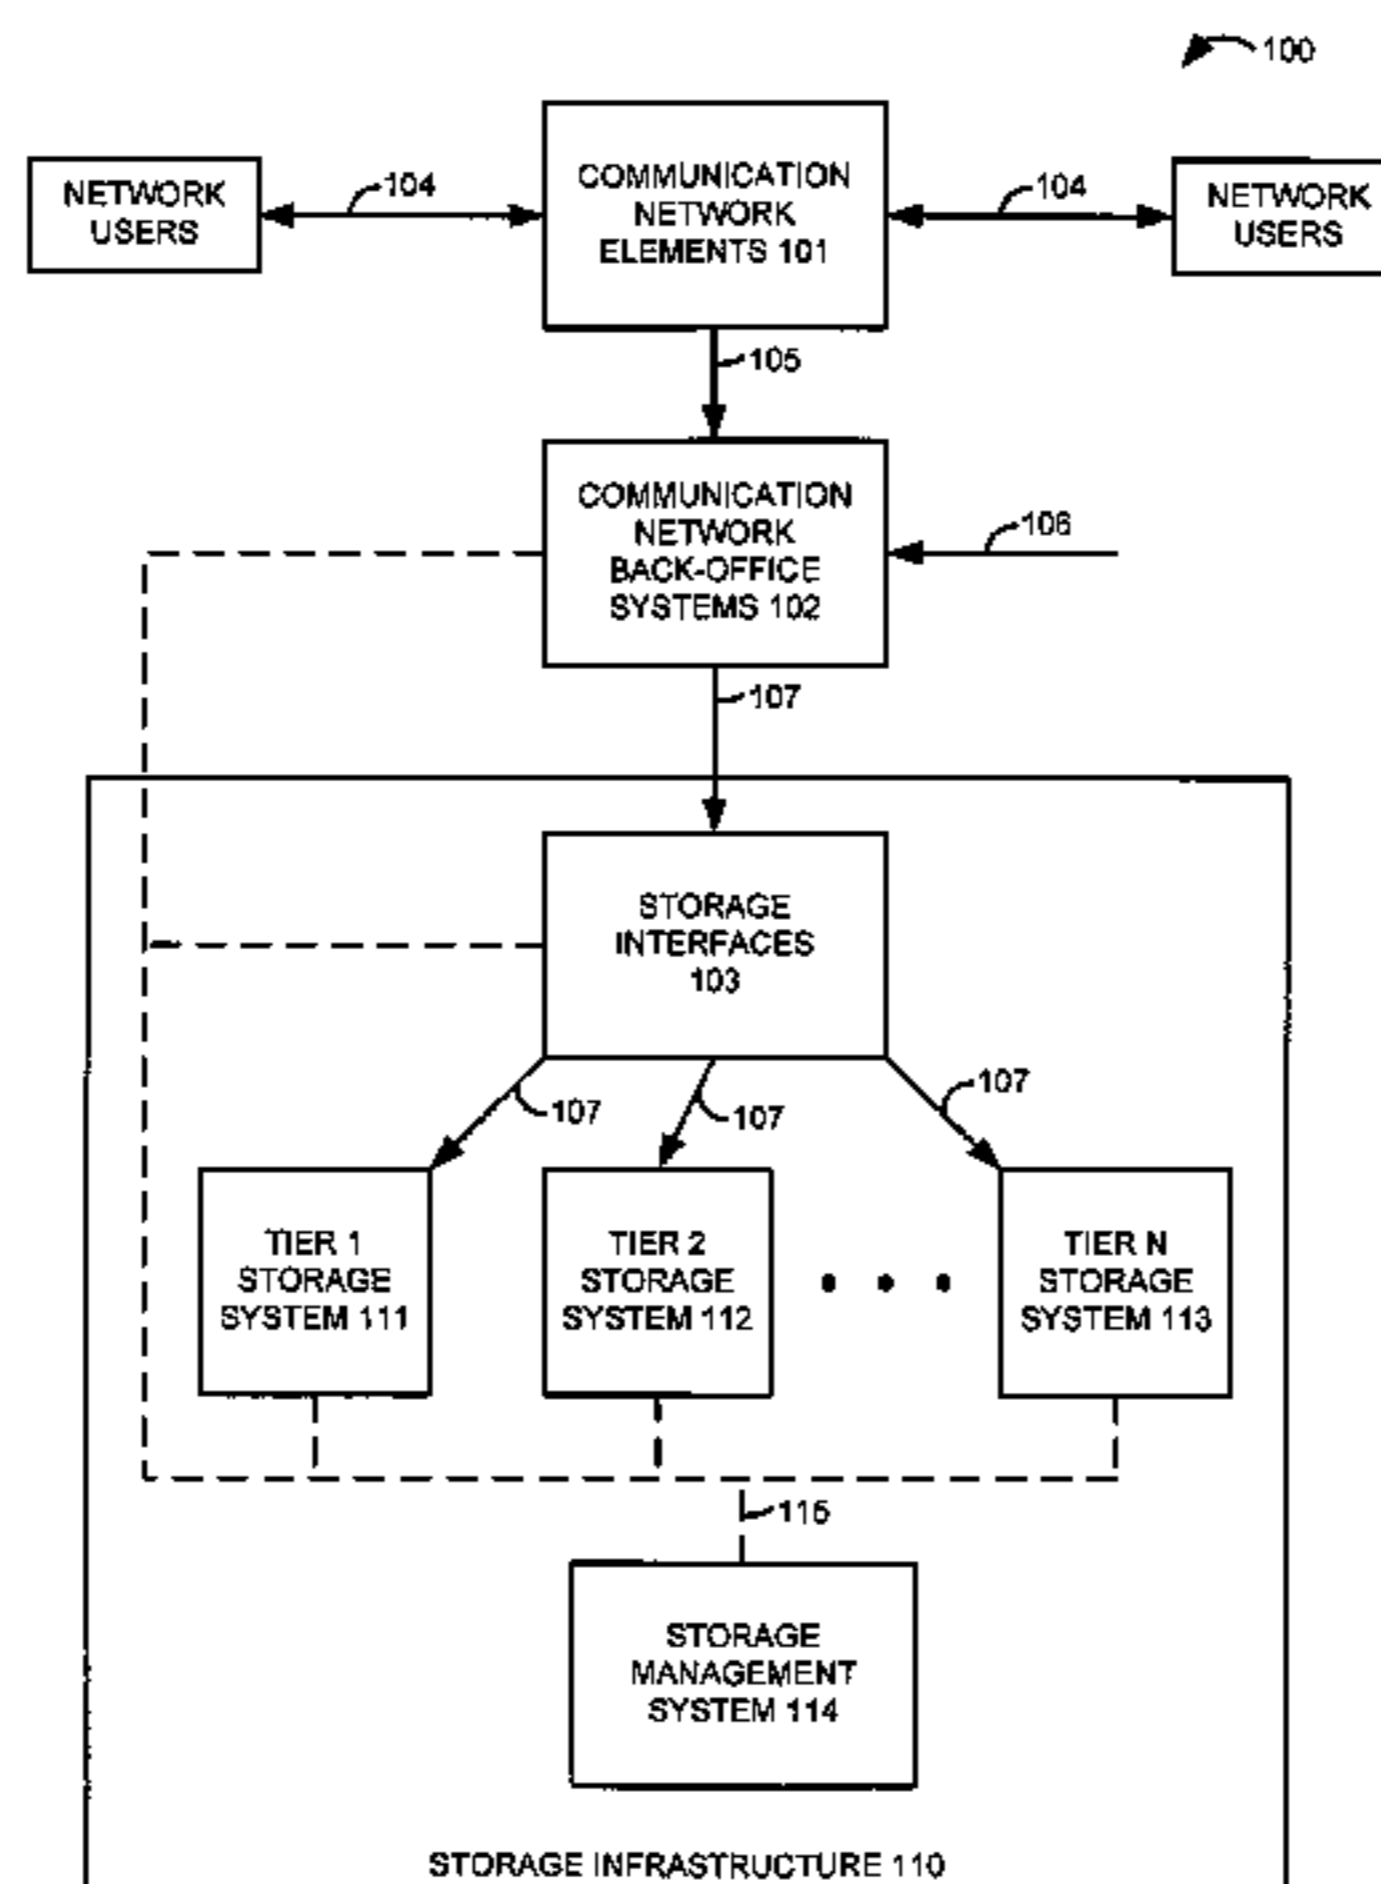 100
NETWORK
USERS
104
COMMUNICATION
NETWORK
ELEMENTS 101
104
NETWORK
USERS
105
COMMUNICATION
NETWORK
BACK-OFFICE
SYSTEMS 102
106
107
STORAGE
INTERFACES
103
107
107
107
TIER 1
STORAGE
SYSTEM 111
TIER 2
STORAGE
SYSTEM 112
TIER N
STORAGE
SYSTEM 113
115
STORAGE
MANAGEMENT
SYSTEM 114
STORAGE INFRASTRUCTURE 110